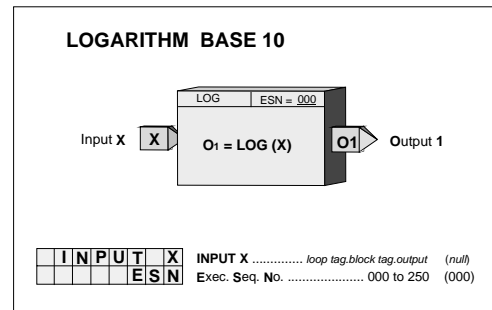 LOGARITHM BASE 10
LOG ESN = 000
Input X X O1 = LOG (X) O1 Output 1
INPUT X INPUT X .............. loop tag.block tag.output (null)
ESN Exec. Seq. No. ..................... 000 to 250 (000)